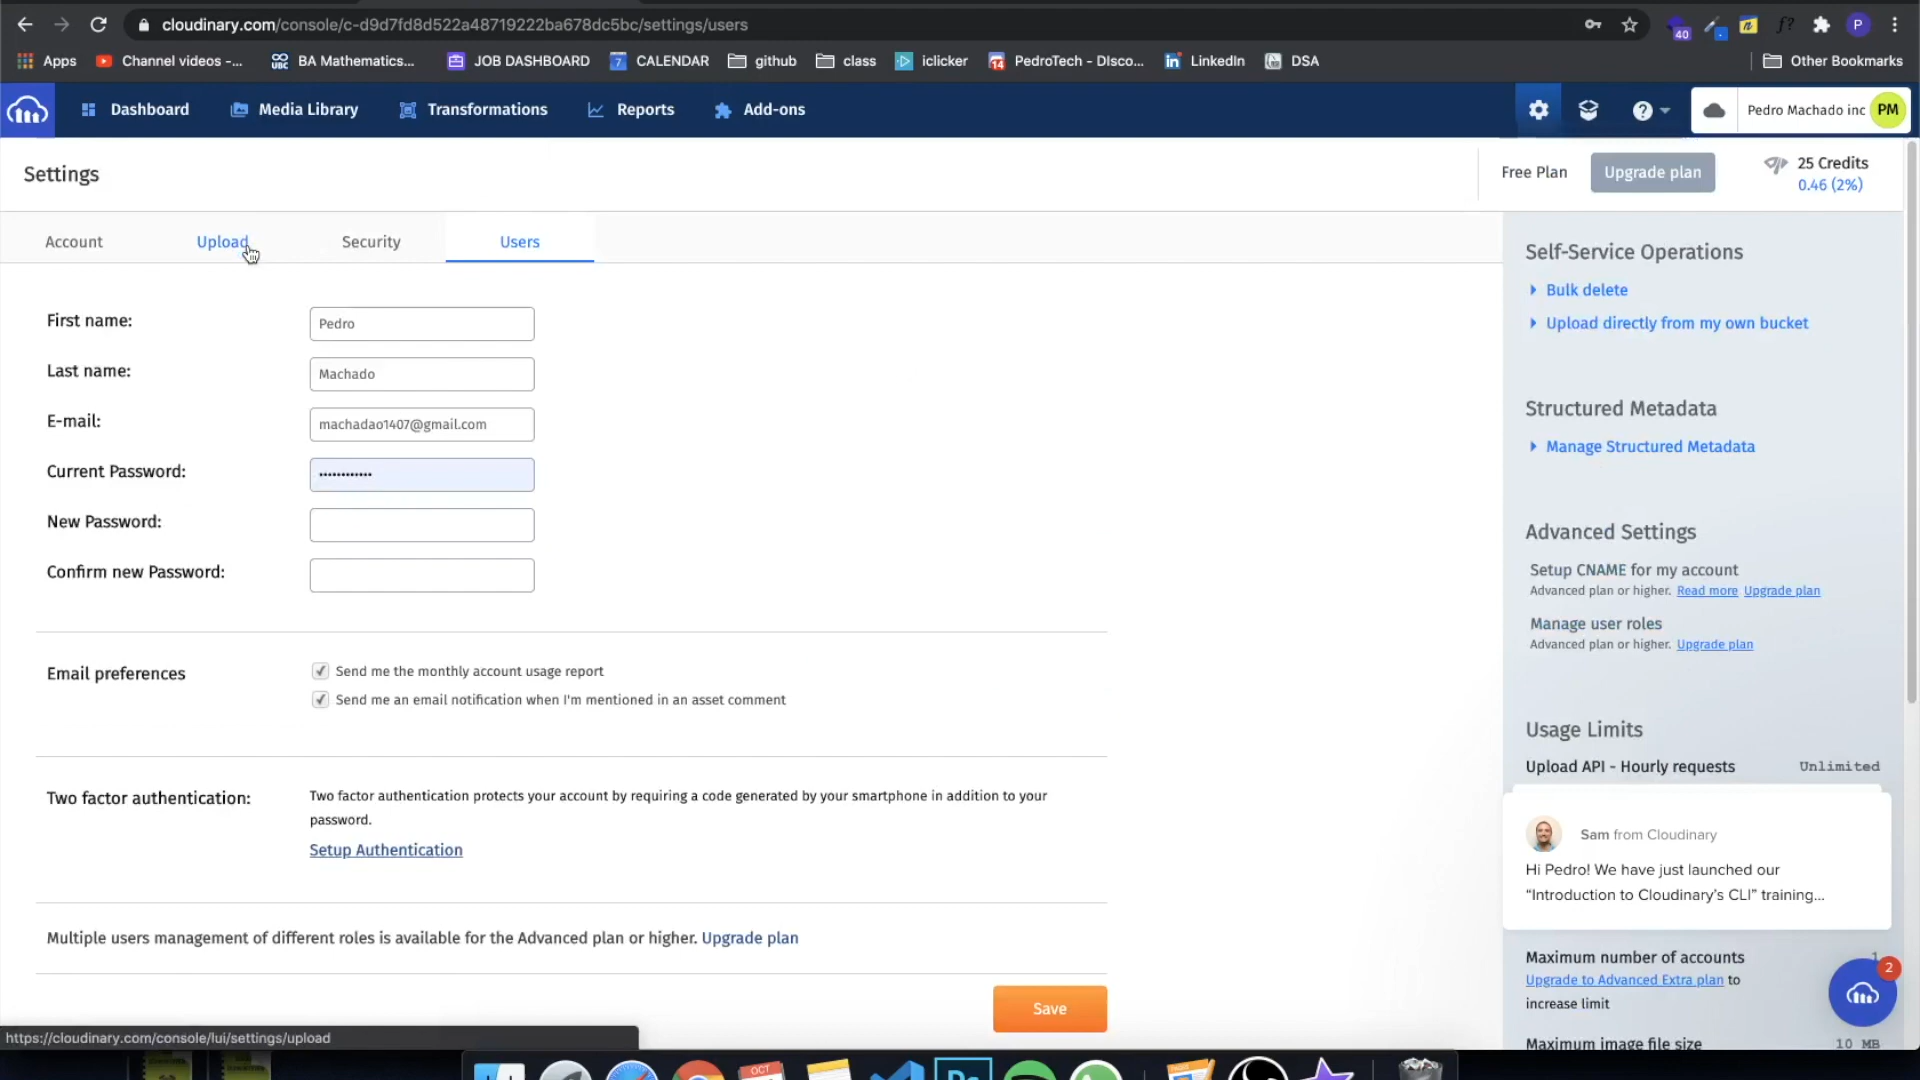 cloudinary.com/console/c-d9d7fd8d522a48719222ba678dc5bc/settings/users
40
Apps
Channel videos -...
UBC
BA Mathematics...
JOB DASHBOARD
7
CALENDAR
github
class
iclicker
14
PedroTech - DIsco...
LinkedIn
DSA
Other Bookmarks
Dashboard
Media Library
Transformations
Reports
Add-ons
Pedro Machado inc
PM
Settings
Free Plan
Upgrade plan
25 Credits
0.46 (2%)
Account
Upload
Security
Users
First name:
Pedro
Last name:
Machado
E-mail:
machadao1407@gmail.com
Current Password:
New Password:
Confirm new Password:
Email preferences
Send me the monthly account usage report
Send me an email notification when I'm mentioned in an asset comment
Two factor authentication:
Two factor authentication protects your account by requiring a code generated by your smartphone in addition to your
password.
Setup Authentication
Multiple users management of different roles is available for the Advanced plan or higher. Upgrade plan
Save
Self-Service Operations
Bulk delete
Upload directly from my own bucket
Structured Metadata
Manage Structured Metadata
Advanced Settings
Setup CNAME for my account
Advanced plan or higher. Read more Upgrade plan
Manage user roles
Advanced plan or higher. Upgrade plan
Usage Limits
Upload API - Hourly requests Unlimited
Sam from Cloudinary
Hi Pedro! We have just launched our
“Introduction to Cloudinary’s CLI” training...
Maximum number of accounts 1
Upgrade to Advanced Extra plan to
increase limit
2
Maximum image file size 10 MB
https://cloudinary.com/console/lui/settings/upload
OCT